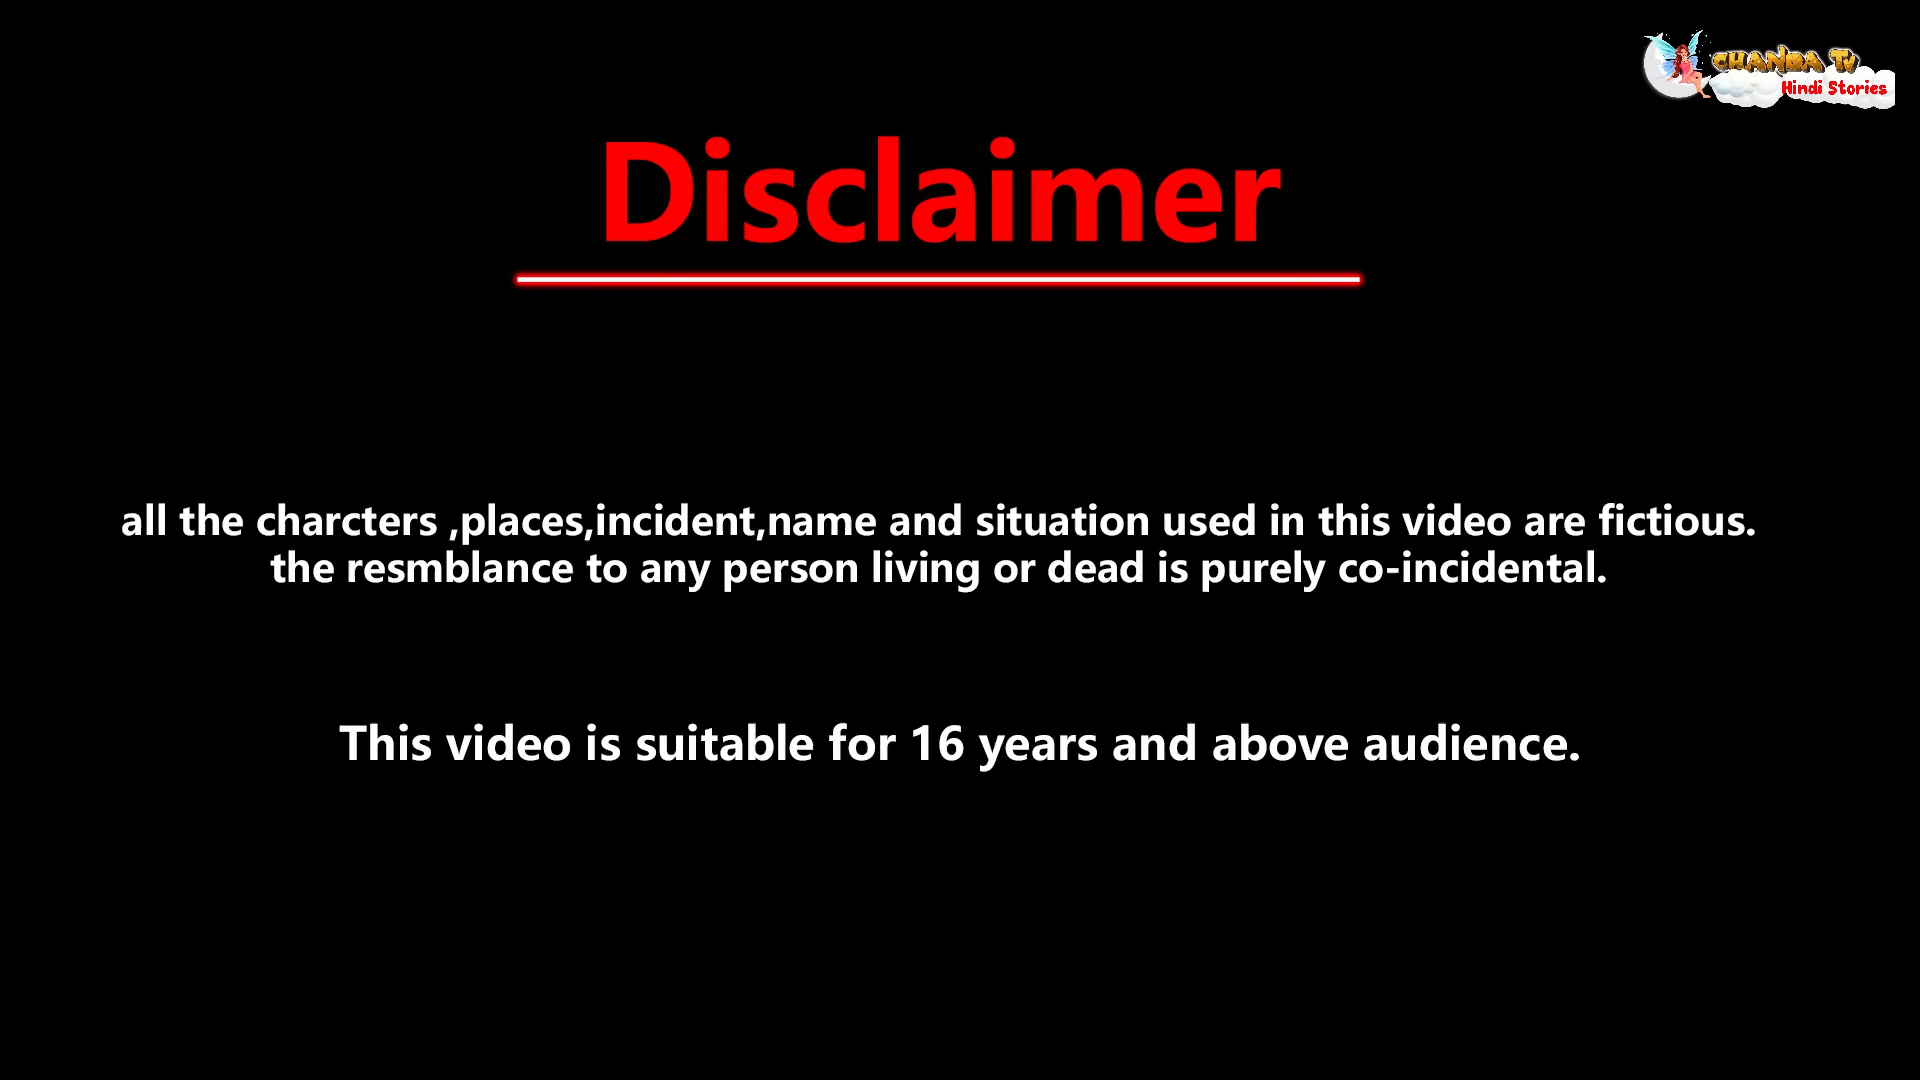 CHANDA Tv
Hindi Stories
Disclaimer
all the charcters ,places,incident,name and situation used in this video are fictious.
the resmblance to any person living or dead is purely co-incidental.
This video is suitable for 16 years and above audience.